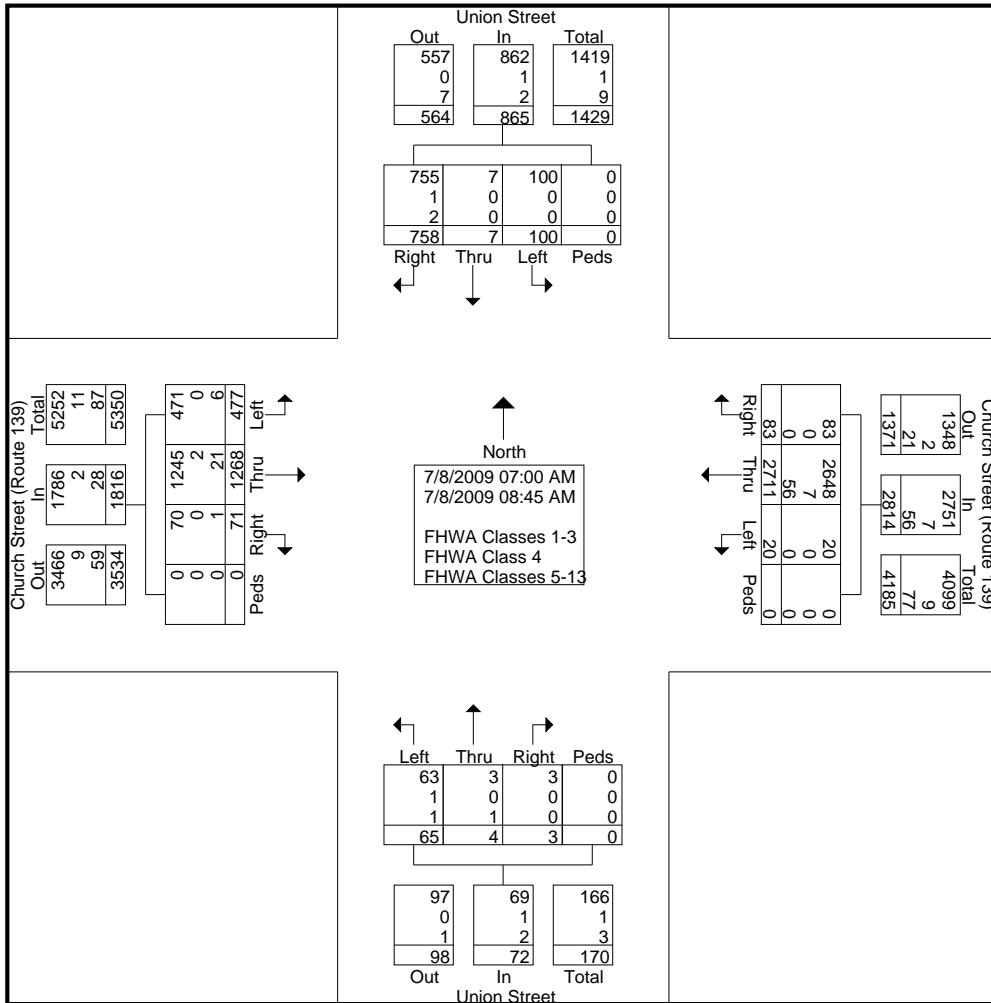 Union Street
Out In Total
557 862 1419
0 1 1
7 2 9
564 865 1429
755 7 100 0
1 0 0 0
2 0 0 0
758 7 100 0
Right Thru Left Peds
Church Street (Route 139)
Total In Out
5252 1786 3466
11 2 9
87 28 59
5350 1816 3534
471 1245 70 0
0 2 0 0
6 21 1 0
477 1268 71 0
Left Thru Right Peds
North
7/8/2009 07:00 AM
7/8/2009 08:45 AM
FHWA Classes 1-3
FHWA Class 4
FHWA Classes 5-13
Right Thru Left Peds
83 2711 20 0
0 56 0 0
0 7 0 0
83 2648 20 0
1371 2814 4185
21 56 77
2 7 9
1348 2751 4099
Out In Total
Church Street (Route 139)
Left Thru Right Peds
63 3 3 0
1 0 0 0
1 1 0 0
65 4 3 0
97 69 166
0 1 1
1 2 3
98 72 170
Out In Total
Union Street